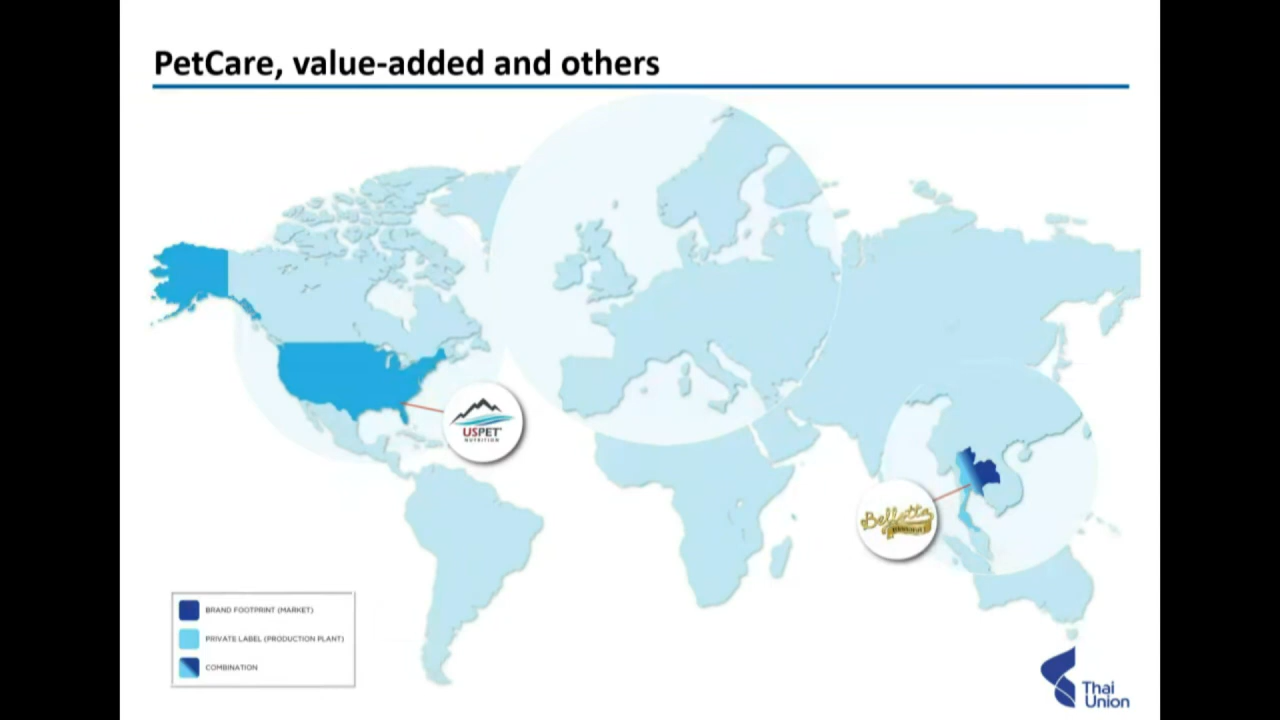 PetCare, value-added and others
USPET
NUTRITION
Bellotta
BRAND FOOTPRINT (MARKET)
PRIVATE LABEL (PRODUCTION PLANT)
COMBINATION
Thai
Union